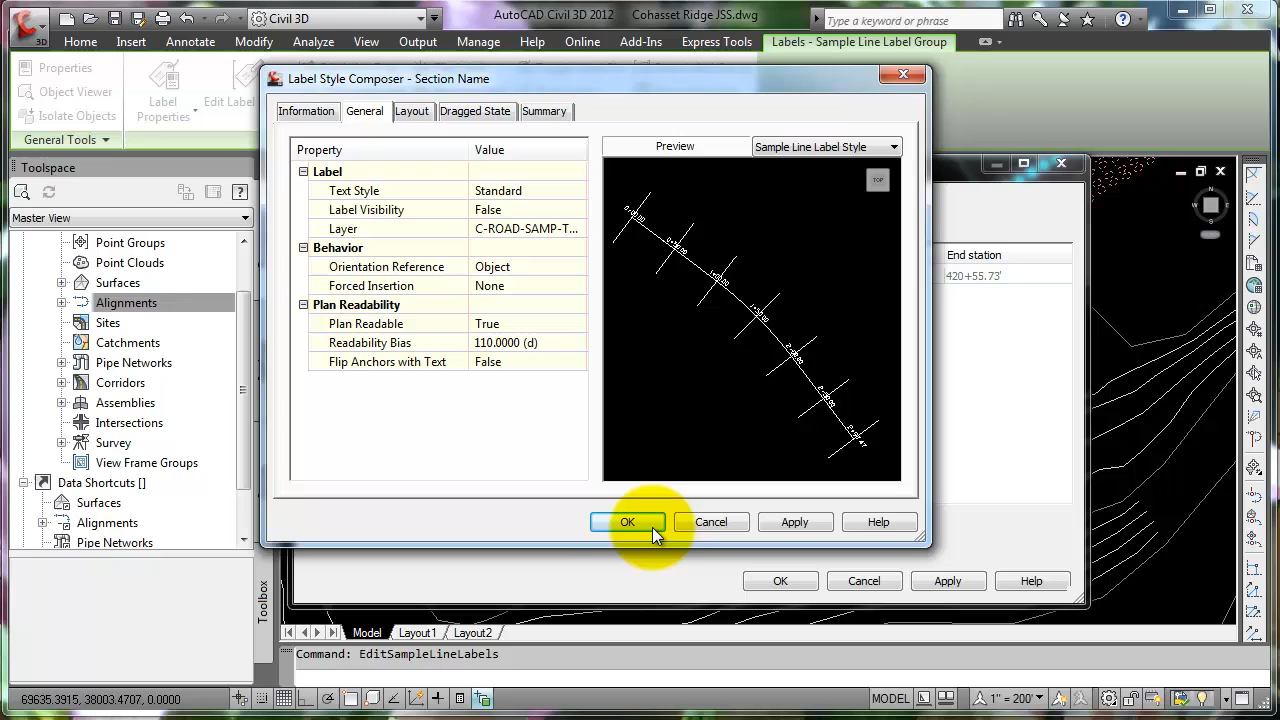 Civil 3D
AutoCAD Civil 3D 2012 Cohasset Ridge JSS.dwg
Type a keyword or phrase
3D
Home Insert Annotate Modify Analyze View Output Manage Help Online Add-Ins Express Tools Labels - Sample Line Label Group
Properties
Object Viewer
Isolate Objects
General Tools
Label
Properties
Edit Label
Label Style Composer - Section Name
Information General Layout Dragged State Summary
Property Value
Label
Text Style Standard
Label Visibility False
Layer C-ROAD-SAMP-T...
Behavior
Orientation Reference Object
Forced Insertion None
Plan Readability
Plan Readable True
Readability Bias 110.0000 (d)
Flip Anchors with Text False
Preview Sample Line Label Style
TOP
OK Cancel Apply Help
End station
420+55.73'
OK Cancel Apply Help
N
W S E
Toolspace
Master View
Point Groups
Point Clouds
Surfaces
Alignments
Sites
Catchments
Pipe Networks
Corridors
Assemblies
Intersections
Survey
View Frame Groups
Data Shortcuts []
Surfaces
Alignments
Pipe Networks
Toolbox
Model Layout1 Layout2
Command: EditSampleLineLabels
69635.3915, 38003.4707, 0.0000
MODEL
1" = 200'